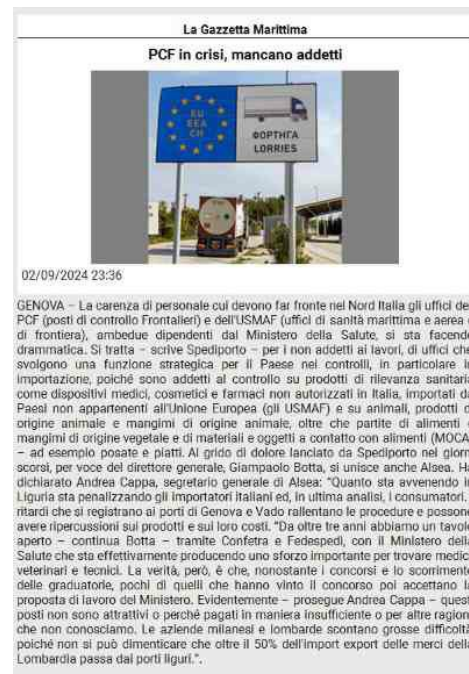 La Gazzetta Marittima
PCF in crisi, mancano addetti
EU
EEA
CH
ΦΟΡΤΗΓΑ
LORRIES
02/09/2024 23:36
GENOVA – La carenza di personale cui devono far fronte nel Nord Italia gli uffici de
PCF (posti di controllo Frontalieri) e dell'USMAF (uffici di sanità marittima e aerea
di frontiera), ambedue dipendenti dal Ministero della Salute, si sta facend
drammatica. Si tratta – scrive Spediporto – per i non addetti ai lavori, di uffici che
svolgono una funzione strategica per il Paese nei controlli, in particolare i
importazione, poiché sono addetti al controllo su prodotti di rilevanza sanitari
come dispositivi medici, cosmetici e farmaci non autorizzati in Italia, importati da
Paesi non appartenenti all'Unione Europea (gli USMAF) e su animali, prodotti d
origine animale e mangimi di origine animale, oltre che partite di alimenti
mangimi di origine vegetale e di materiali e oggetti a contatto con alimenti (MOCA
– ad esempio posate e piatti. Al grido di dolore lanciato da Spediporto nei giorn
scorsi, per voce del direttore generale, Giampaolo Botta, si unisce anche Alsea. Ha
dichiarato Andrea Cappa, segretario generale di Alsea: "Quanto sta avvenendo i
Liguria sta penalizzando gli importatori italiani ed, in ultima analisi, i consumatori.
ritardi che si registrano ai porti di Genova e Vado rallentano le procedure e possono
avere ripercussioni sui prodotti e sui loro costi. "Da oltre tre anni abbiamo un tavol
aperto – continua Botta – tramite Confetra e Fedespedi, con il Ministero dell
Salute che sta effettivamente producendo uno sforzo importante per trovare medic
veterinari e tecnici. La verità, però, è che, nonostante i concorsi e lo scorriment
delle graduatorie, pochi di quelli che hanno vinto il concorso poi accettano la
proposta di lavoro del Ministero. Evidentemente – prosegue Andrea Cappa – quest
posti non sono attrattivi o perché pagati in maniera insufficiente o per altre ragion
che non conosciamo. Le aziende milanesi e lombarde scontano grosse difficolt
poiché non si può dimenticare che oltre il 50% dell'import export delle merci della
Lombardia passa dai porti liguri.".